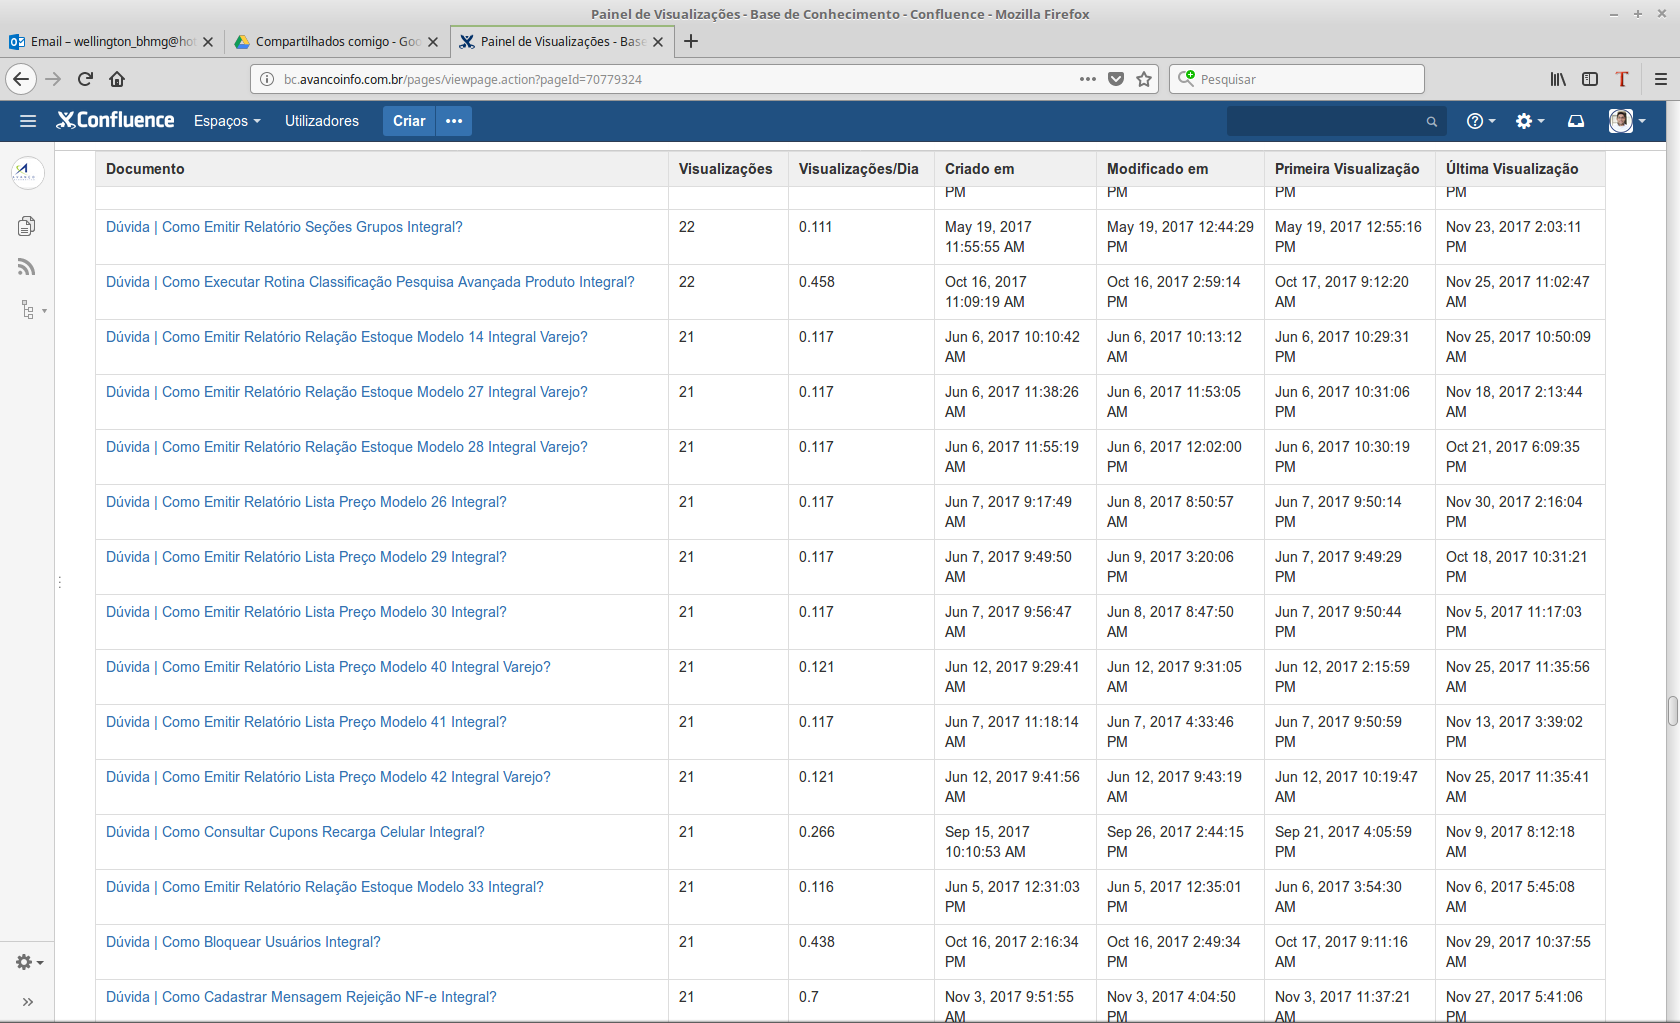 Painel de Visualizações - Base de Conhecimento - Confluence - Mozilla Firefox
Email – wellington_bhmg@ho
Compartilhados comigo - Goo
Painel de Visualizações - Base
bc.avancoinfo.com.br/pages/viewpage.action?pageId=70779324
Pesquisar
Confluence
Espaços
Utilizadores
Criar
Documento Visualizações Visualizações/Dia Criado em Modificado em Primeira Visualização Última Visualização
PM PM PM PM
Dúvida | Como Emitir Relatório Seções Grupos Integral? 22 0.111 May 19, 2017 May 19, 2017 12:44:29 May 19, 2017 12:55:16 Nov 23, 2017 2:03:11
11:55:55 AM PM PM PM
Dúvida | Como Executar Rotina Classificação Pesquisa Avançada Produto Integral? 22 0.458 Oct 16, 2017 Oct 16, 2017 2:59:14 Oct 17, 2017 9:12:20 Nov 25, 2017 11:02:47
11:09:19 AM PM AM AM
Dúvida | Como Emitir Relatório Relação Estoque Modelo 14 Integral Varejo? 21 0.117 Jun 6, 2017 10:10:42 Jun 6, 2017 10:13:12 Jun 6, 2017 10:29:31 Nov 25, 2017 10:50:09
AM AM PM AM
Dúvida | Como Emitir Relatório Relação Estoque Modelo 27 Integral Varejo? 21 0.117 Jun 6, 2017 11:38:26 Jun 6, 2017 11:53:05 Jun 6, 2017 10:31:06 Nov 18, 2017 2:13:44
AM AM PM AM
Dúvida | Como Emitir Relatório Relação Estoque Modelo 28 Integral Varejo? 21 0.117 Jun 6, 2017 11:55:19 Jun 6, 2017 12:02:00 Jun 6, 2017 10:30:19 Oct 21, 2017 6:09:35
AM PM PM PM
Dúvida | Como Emitir Relatório Lista Preço Modelo 26 Integral? 21 0.117 Jun 7, 2017 9:17:49 Jun 8, 2017 8:50:57 Jun 7, 2017 9:50:14 Nov 30, 2017 2:16:04
AM AM PM PM
Dúvida | Como Emitir Relatório Lista Preço Modelo 29 Integral? 21 0.117 Jun 7, 2017 9:49:50 Jun 9, 2017 3:20:06 Jun 7, 2017 9:49:29 Oct 18, 2017 10:31:21
AM PM PM PM
Dúvida | Como Emitir Relatório Lista Preço Modelo 30 Integral? 21 0.117 Jun 7, 2017 9:56:47 Jun 8, 2017 8:47:50 Jun 7, 2017 9:50:44 Nov 5, 2017 11:17:03
AM AM PM PM
Dúvida | Como Emitir Relatório Lista Preço Modelo 40 Integral Varejo? 21 0.121 Jun 12, 2017 9:29:41 Jun 12, 2017 9:31:05 Jun 12, 2017 2:15:59 Nov 25, 2017 11:35:56
AM AM PM AM
Dúvida | Como Emitir Relatório Lista Preço Modelo 41 Integral? 21 0.117 Jun 7, 2017 11:18:14 Jun 7, 2017 4:33:46 Jun 7, 2017 9:50:59 Nov 13, 2017 3:39:02
AM PM PM PM
Dúvida | Como Emitir Relatório Lista Preço Modelo 42 Integral Varejo? 21 0.121 Jun 12, 2017 9:41:56 Jun 12, 2017 9:43:19 Jun 12, 2017 10:19:47 Nov 25, 2017 11:35:41
AM AM PM AM
Dúvida | Como Consultar Cupons Recarga Celular Integral? 21 0.266 Sep 15, 2017 Sep 26, 2017 2:44:15 Sep 21, 2017 4:05:59 Nov 9, 2017 8:12:18
10:10:53 AM PM PM AM
Dúvida | Como Emitir Relatório Relação Estoque Modelo 33 Integral? 21 0.116 Jun 5, 2017 12:31:03 Jun 5, 2017 12:35:01 Jun 6, 2017 3:54:30 Nov 6, 2017 5:45:08
PM PM AM AM
Dúvida | Como Bloquear Usuários Integral? 21 0.438 Oct 16, 2017 2:16:34 Oct 16, 2017 2:49:34 Oct 17, 2017 9:11:16 Nov 29, 2017 10:37:55
PM PM AM AM
Dúvida | Como Cadastrar Mensagem Rejeição NF-e Integral? 21 0.7 Nov 3, 2017 9:51:55 Nov 3, 2017 4:04:50 Nov 3, 2017 11:37:21 Nov 27, 2017 5:41:06
AM PM AM PM